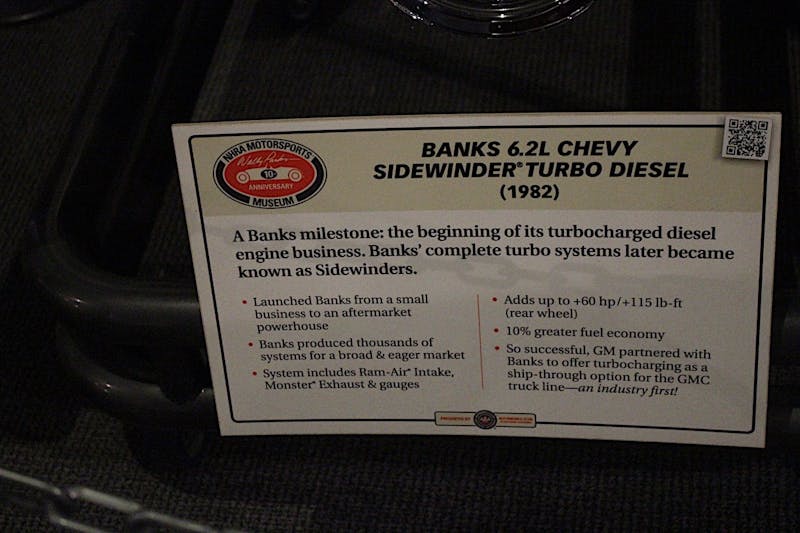 NHRA MOTORSPORTS
Wally Parks
10
ANNIVERSARY
MUSEUM
BANKS 6.2L CHEVY
SIDEWINDER® TURBO DIESEL
(1982)
A Banks milestone: the beginning of its turbocharged diesel
engine business. Banks’ complete turbo systems later became
known as Sidewinders.
• Launched Banks from a small
business to an aftermarket
powerhouse
• Banks produced thousands of
systems for a broad & eager market
• System includes Ram-Air® Intake,
Monster® Exhaust & gauges
• Adds up to +60 hp/+115 lb-ft
(rear wheel)
• 10% greater fuel economy
• So successful, GM partnered with
Banks to offer turbocharging as a
ship-through option for the GMC
truck line—an industry first!
PRESENTED BY